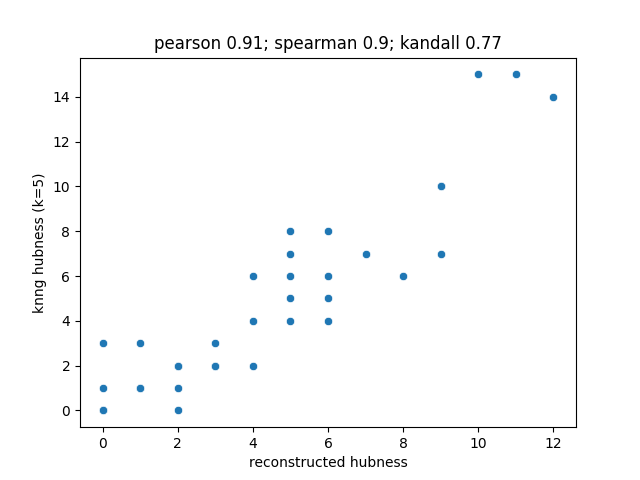 pearson 0.91; spearman 0.9; kandall 0.77
knng hubness (k=5)
14
12
10
8
6
4
2
0
0 2 4 6 8 10 12
reconstructed hubness